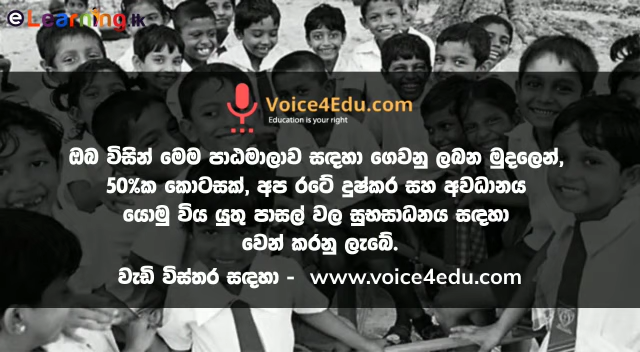 eLearning.lk
Voice4Edu.com
Education is your right
ඔබ විසින් මෙම පාඨමාලාව සඳහා ගෙවනු ලබන මුදලෙන්,
50%ක කොටසක්, අප රටේ දුෂ්කර සහ අවධානය
යොමු විය යුතු පාසල් වල සුභසාධනය සඳහා
වෙන් කරනු ලැබේ.
වැඩි විස්තර සඳහා - www.voice4edu.com